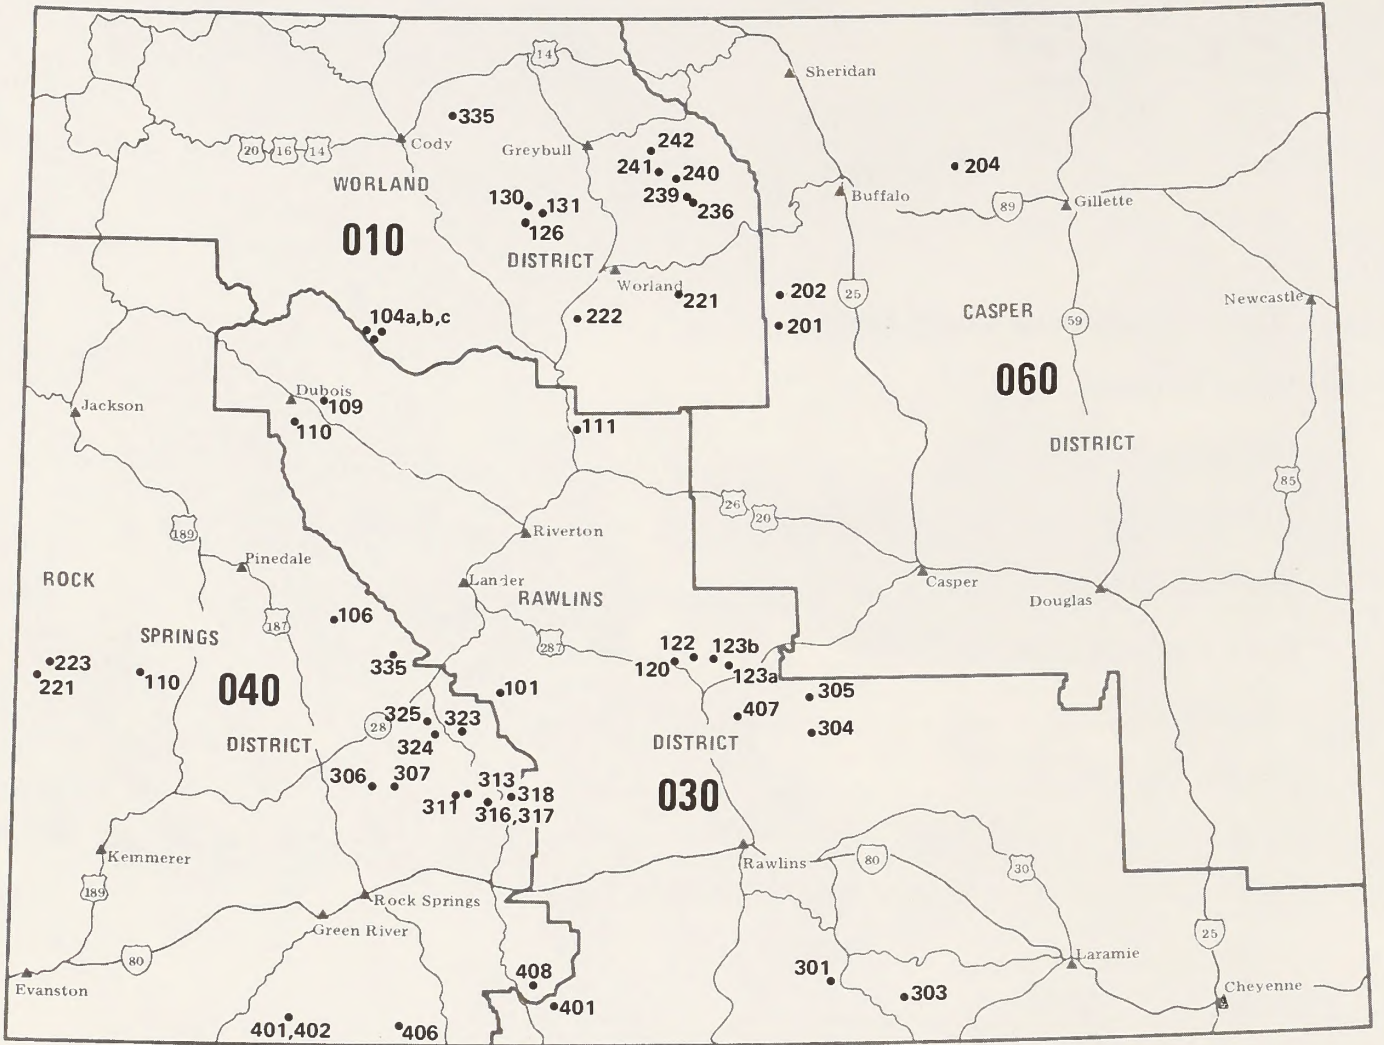 14
Sheridan
335
20 16 14
Cody
Greybull
242
241
240
239
236
204
WORLAND
010
130
131
126
DISTRICT
Buffalo
89
Gillette
Worland
221
222
202
201
25
CASPER
59
Newcastle
060
104a,b,c
Dubois
109
110
Jackson
111
DISTRICT
85
26
20
189
Riverton
Pinedale
ROCK
Lander
RAWLINS
Casper
Douglas
SPRINGS
187
106
287
335
122
120
123b
123a
223
221
110
040
101
305
304
407
325
323
28
324
DISTRICT
DISTRICT
030
306
307
313
311
318
316,317
Kemmerer
189
Rawlins
80
30
Rock Springs
Green River
80
Evanston
25
Laramie
301
303
Cheyenne
408
401
401,402
406